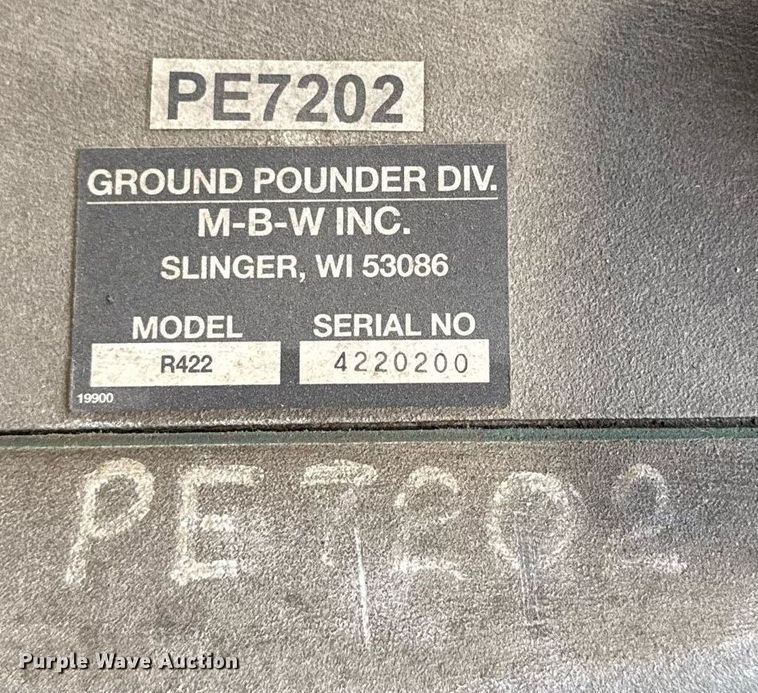 PE7202
GROUND POUNDER DIV.
M-B-W INC.
SLINGER, WI 53086
MODEL SERIAL NO
R422 4220200
19900
PE7202
Purple Wave Auction